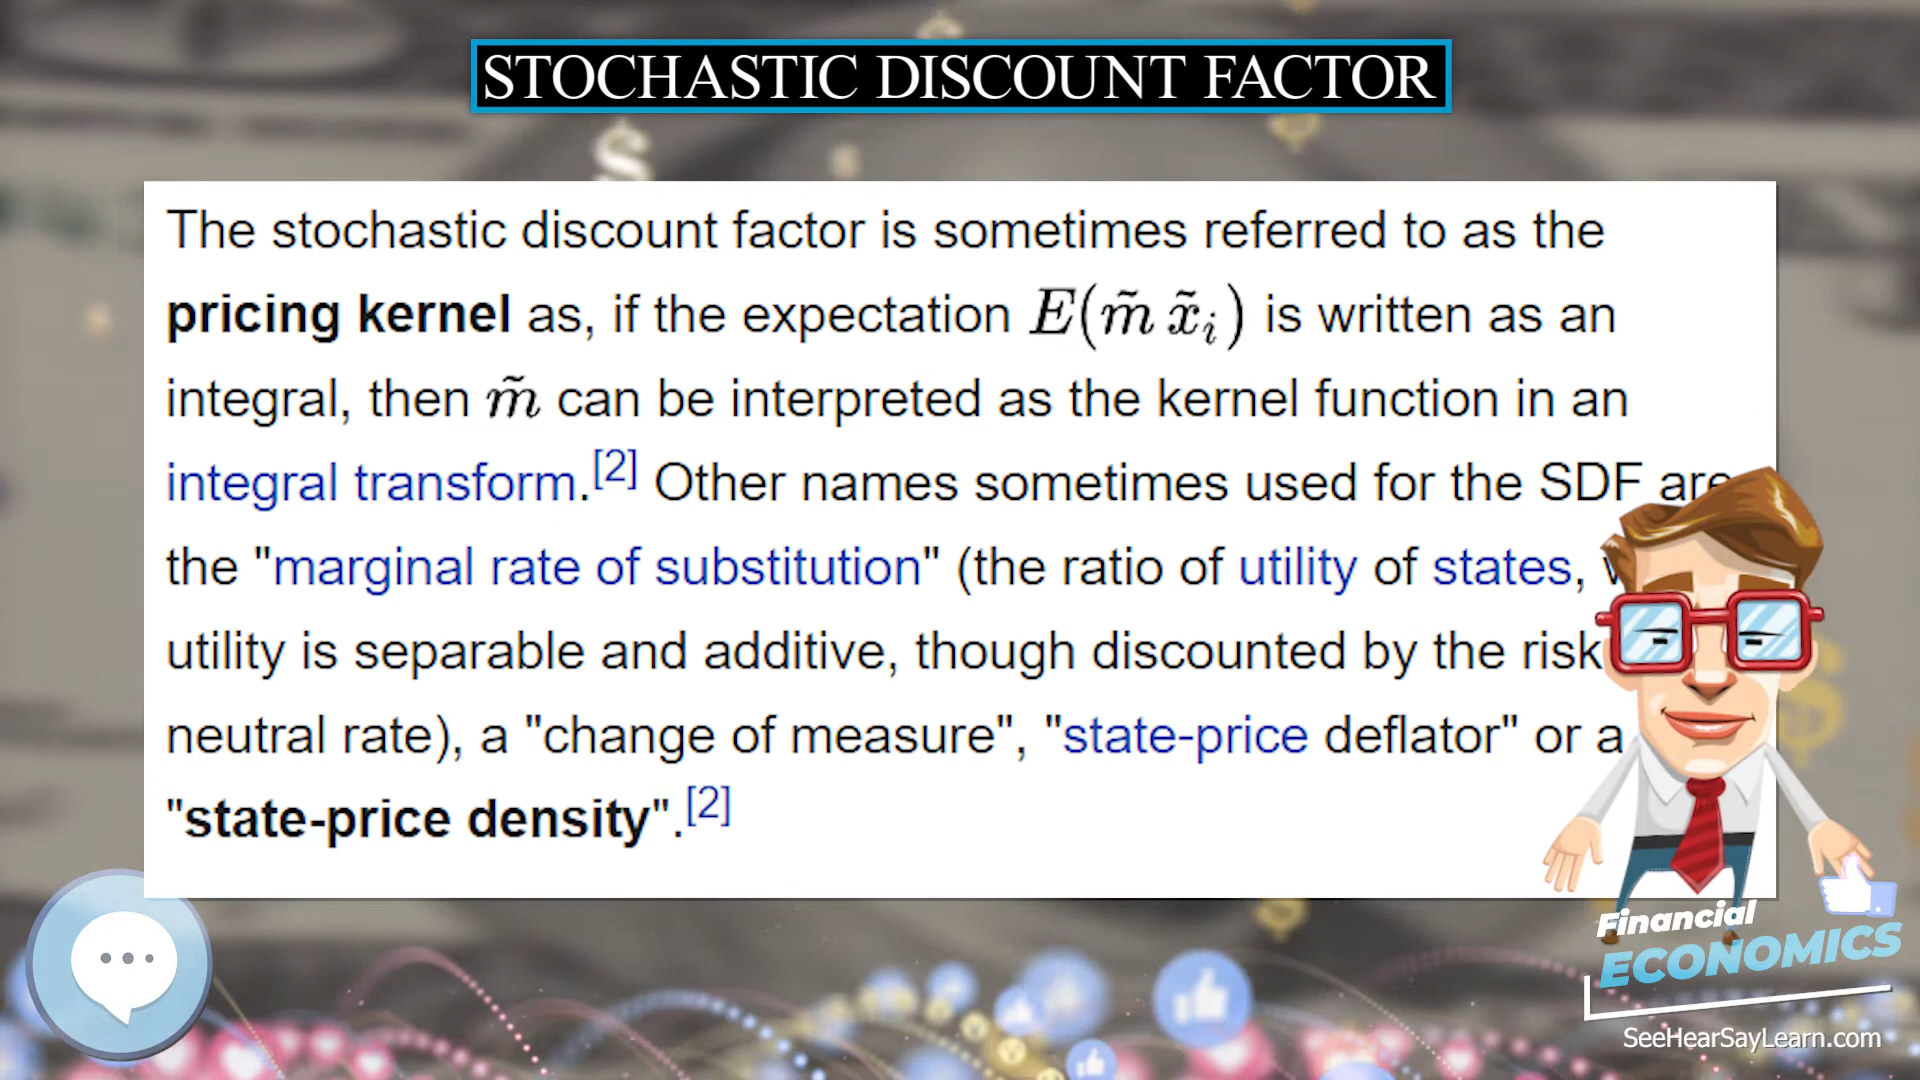 STOCHASTIC DISCOUNT FACTOR
The stochastic discount factor is sometimes referred to as the
pricing kernel as, if the expectation E(m̃ x̃ᵢ) is written as an
integral, then m̃ can be interpreted as the kernel function in an
integral transform.[2] Other names sometimes used for the SDF are
the "marginal rate of substitution" (the ratio of utility of states,
utility is separable and additive, though discounted by the risk
neutral rate), a "change of measure", "state-price deflator" or a
"state-price density".[2]
Financial
ECONOMICS
SeeHearSayLearn.com